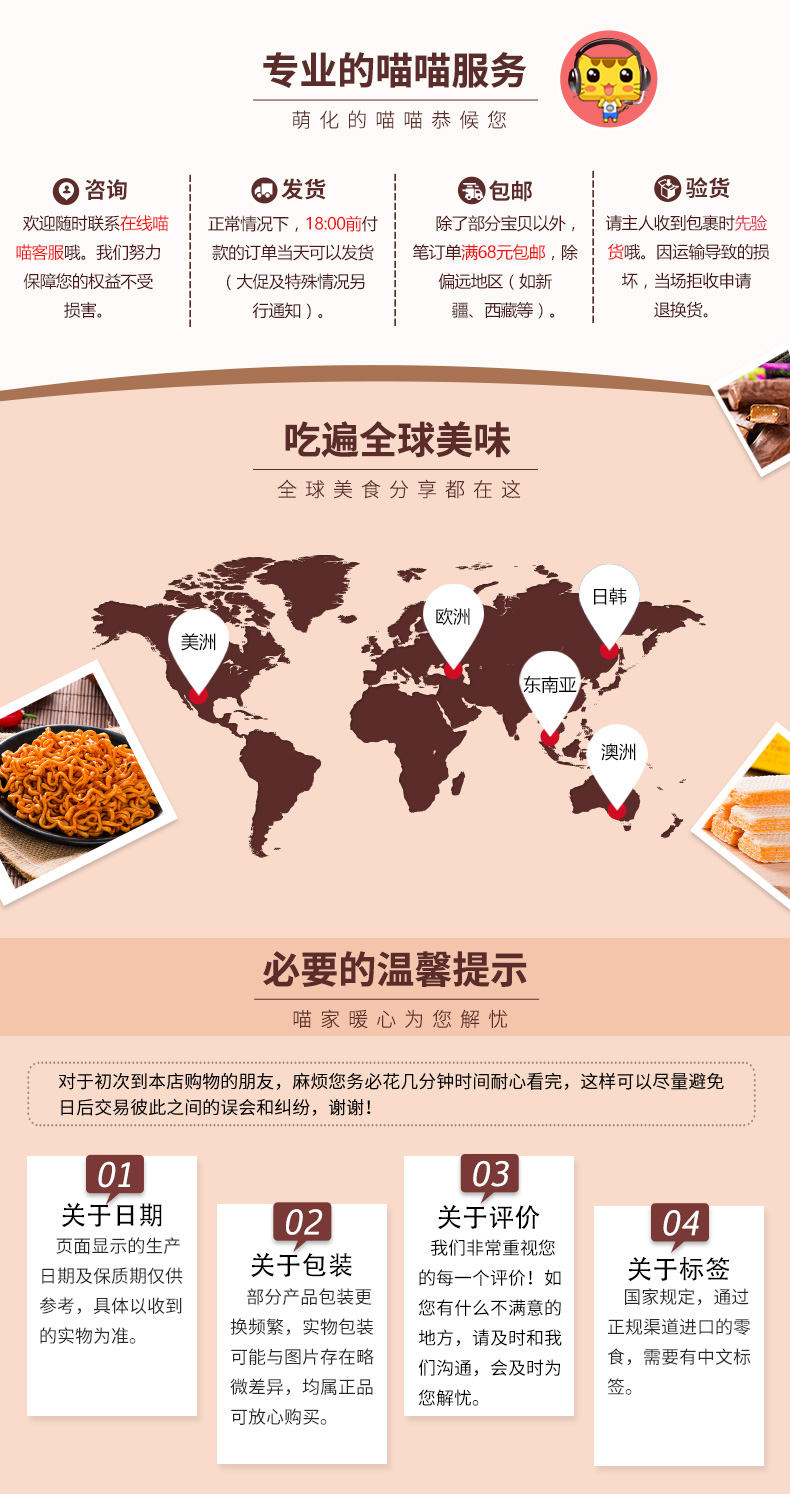 专业的喵喵服务
萌化的喵喵恭候您
咨询
欢迎随时联系在线喵
喵客服哦。我们努力
保障您的权益不受
损害。
发货
正常情况下，18:00前付
款的订单当天可以发货
（大促及特殊情况另
行通知）。
包邮
除了部分宝贝以外，
笔订单满68元包邮，除
偏远地区（如新
疆、西藏等）。
验货
请主人收到包裹时先验
货哦。因运输导致的损
坏，当场拒收申请
退换货。
吃遍全球美味
全球美食分享都在这
美洲
欧洲
日韩
东南亚
澳洲
必要的温馨提示
喵家暖心为您解忧
对于初次到本店购物的朋友，麻烦您务必花几分钟时间耐心看完，这样可以尽量避免
日后交易彼此之间的误会和纠纷，谢谢！
01
关于日期
页面显示的生产
日期及保质期仅供
参考，具体以收到
的实物为准。
02
关于包装
部分产品包装更
换频繁，实物包装
可能与图片存在略
微差异，均属正品
可放心购买。
03
关于评价
我们非常重视您
的每一个评价！如
您有什么不满意的
地方，请及时和我
们沟通，会及时为
您解忧。
04
关于标签
国家规定，通过
正规渠道进口的零
食，需要有中文标
签。